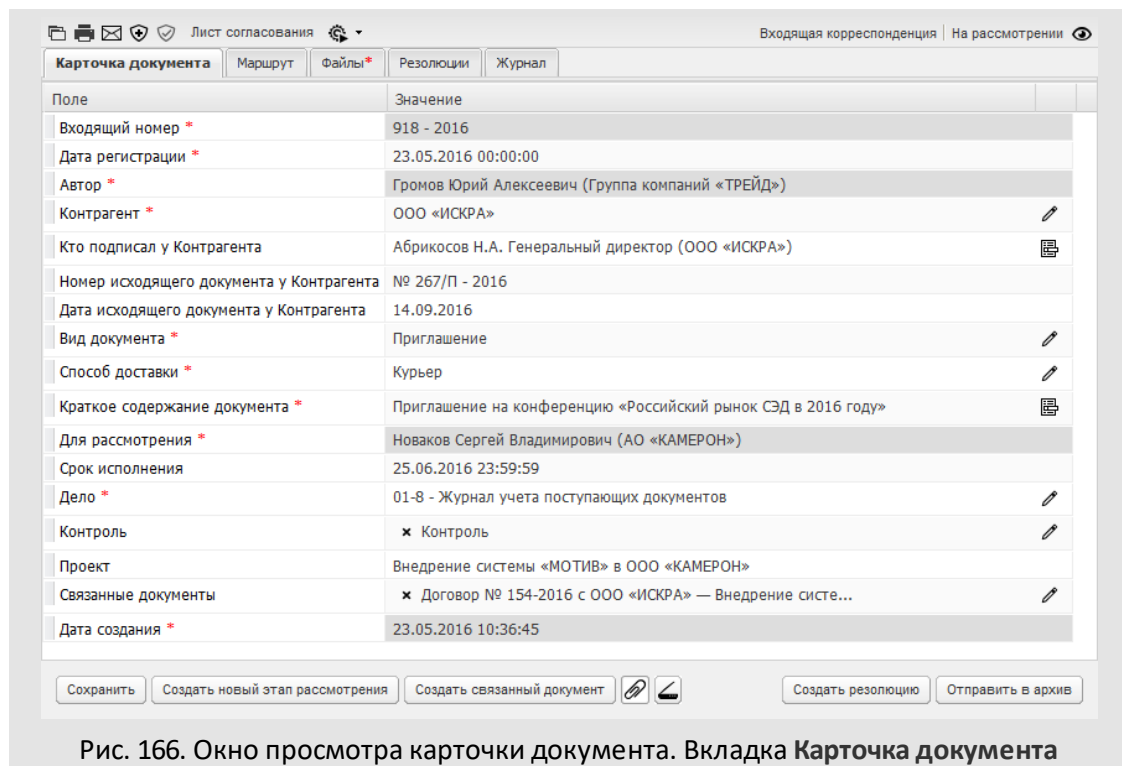 Лист согласования Входящая корреспонденция На рассмотрении
Карточка документа Маршрут Файлы* Резолюции Журнал
Поле Значение
Входящий номер * 918 - 2016
Дата регистрации * 23.05.2016 00:00:00
Автор * Громов Юрий Алексеевич (Группа компаний «ТРЕЙД»)
Контрагент * ООО «ИСКРА»
Кто подписал у Контрагента Абрикосов Н.А. Генеральный директор (ООО «ИСКРА»)
Номер исходящего документа у Контрагента № 267/П - 2016
Дата исходящего документа у Контрагента 14.09.2016
Вид документа * Приглашение
Способ доставки * Курьер
Краткое содержание документа * Приглашение на конференцию «Российский рынок СЭД в 2016 году»
Для рассмотрения * Новаков Сергей Владимирович (АО «КАМЕРОН»)
Срок исполнения 25.06.2016 23:59:59
Дело * 01-8 - Журнал учета поступающих документов
Контроль × Контроль
Проект Внедрение системы «МОТИВ» в ООО «КАМЕРОН»
Связанные документы × Договор № 154-2016 с ООО «ИСКРА» — Внедрение систе...
Дата создания * 23.05.2016 10:36:45
Сохранить Создать новый этап рассмотрения Создать связанный документ Создать резолюцию Отправить в архив
Рис. 166. Окно просмотра карточки документа. Вкладка Карточка документа